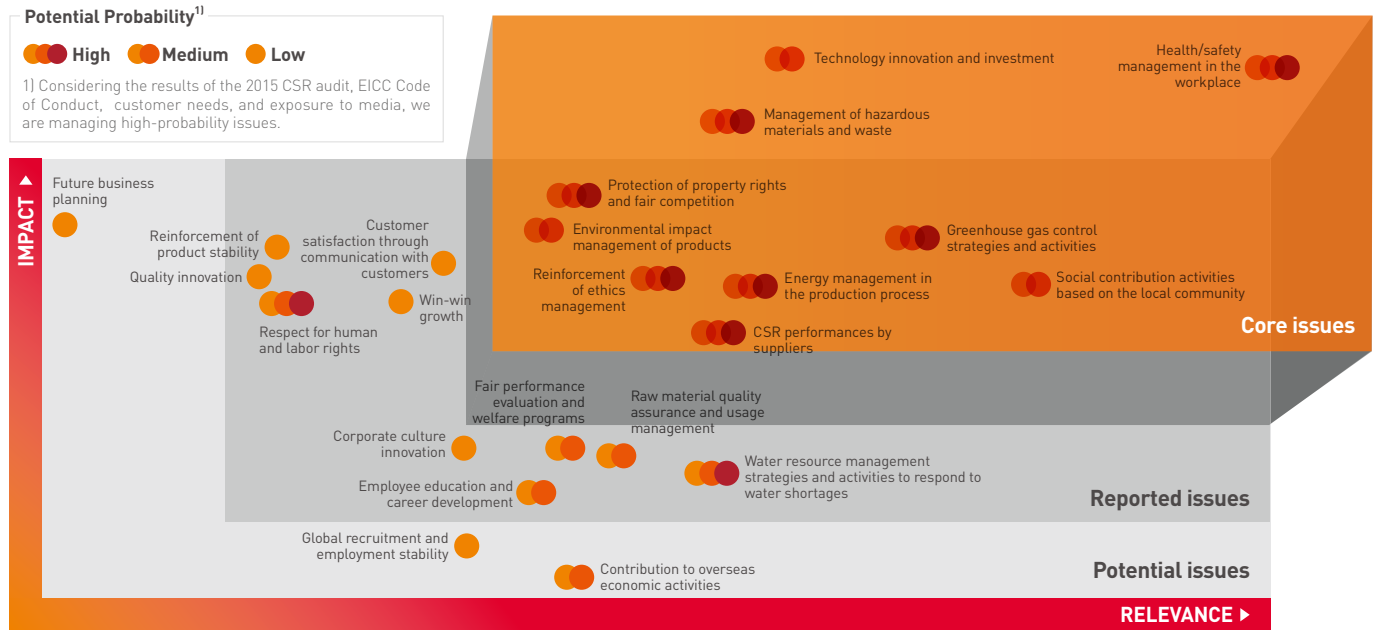 Potential Probability1)
High
Medium
Low
1) Considering the results of the 2015 CSR audit, EICC Code
of Conduct, customer needs, and exposure to media, we
are managing high-probability issues.
Technology innovation and investment
Health/safety
management in the
workplace
Management of hazardous
materials and waste
IMPACT ▲
Future business
planning
Reinforcement of
product stability
Quality innovation
Customer
satisfaction through
communication with
customers
Win-win
growth
Respect for human
and labor rights
Protection of property rights
and fair competition
Environmental impact
management of products
Greenhouse gas control
strategies and activities
Reinforcement
of ethics
management
Energy management in
the production process
Social contribution activities
based on the local community
CSR performances by
suppliers
Core issues
Fair performance
evaluation and
welfare programs
Raw material quality
assurance and usage
management
Corporate culture
innovation
Employee education and
career development
Water resource management
strategies and activities to respond to
water shortages
Reported issues
Global recruitment and
employment stability
Contribution to overseas
economic activities
Potential issues
RELEVANCE ▶